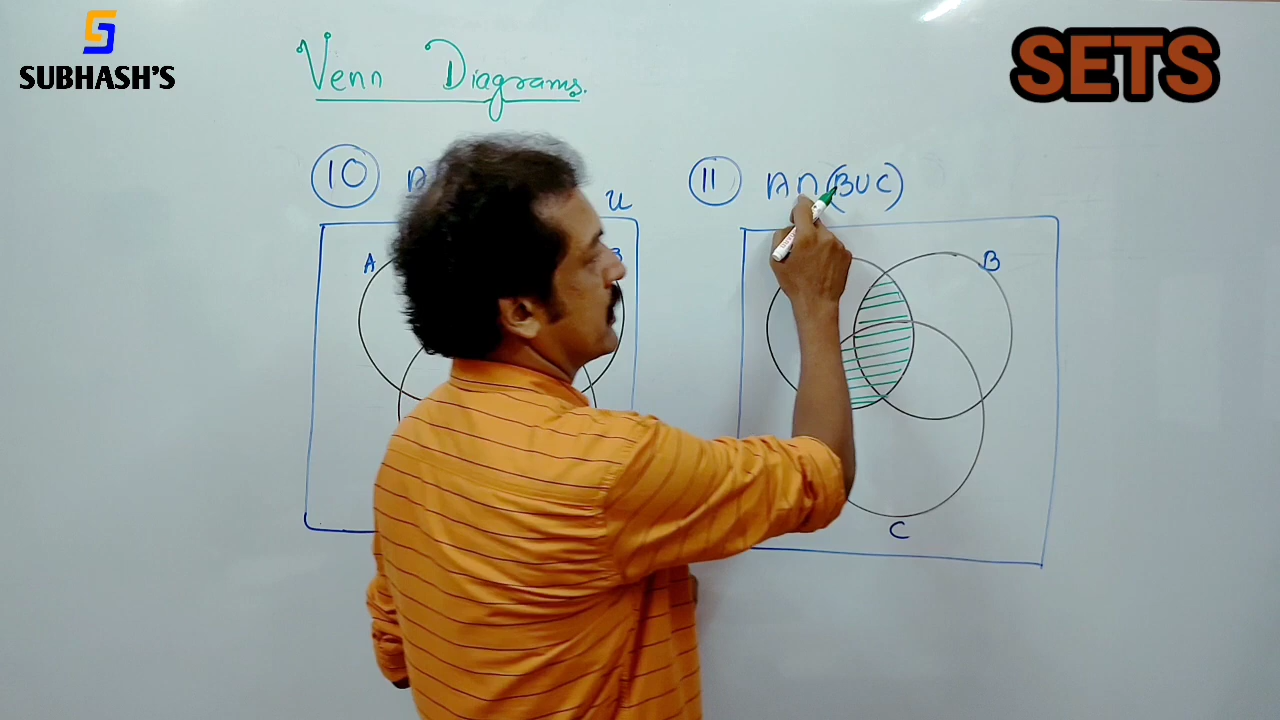 SUBHASH'S
SETS
Venn Diagrams.
10 A
11 A∩(B∪C)
U
A
B
B
C